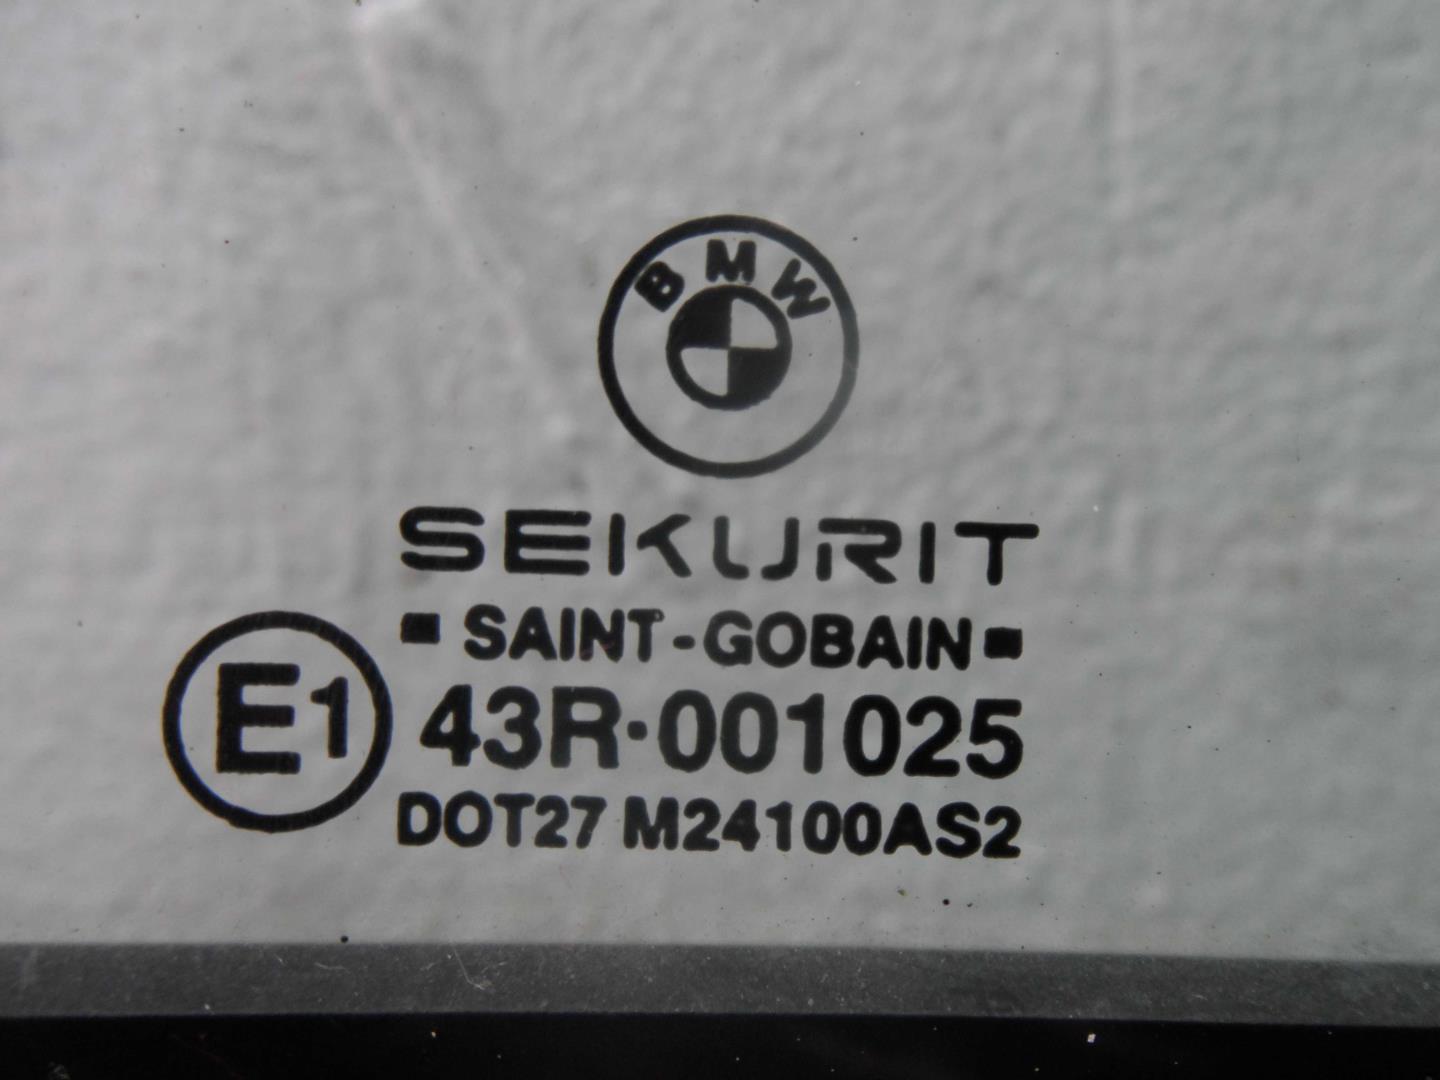 BMW
SEKURIT
▪ SAINT-GOBAIN ▪
E1
43R·001025
DOT27 M24100AS2